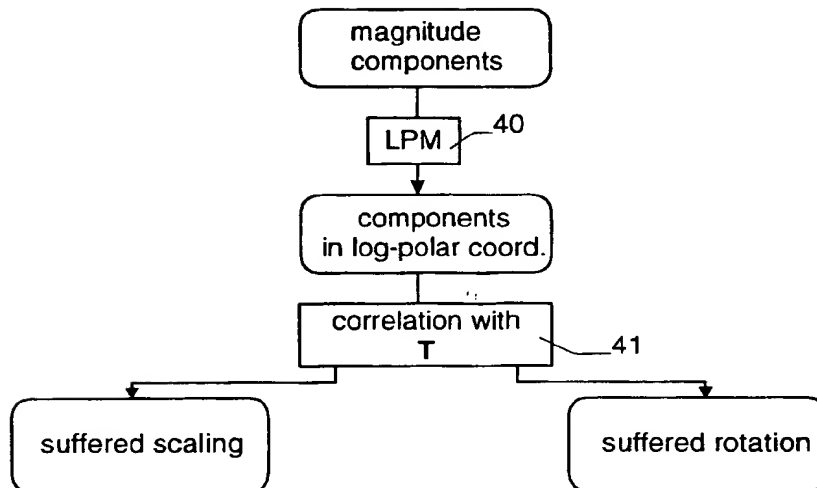 magnitude
components
LPM
40
components
in log-polar coord.
correlation with
T
41
suffered scaling
suffered rotation